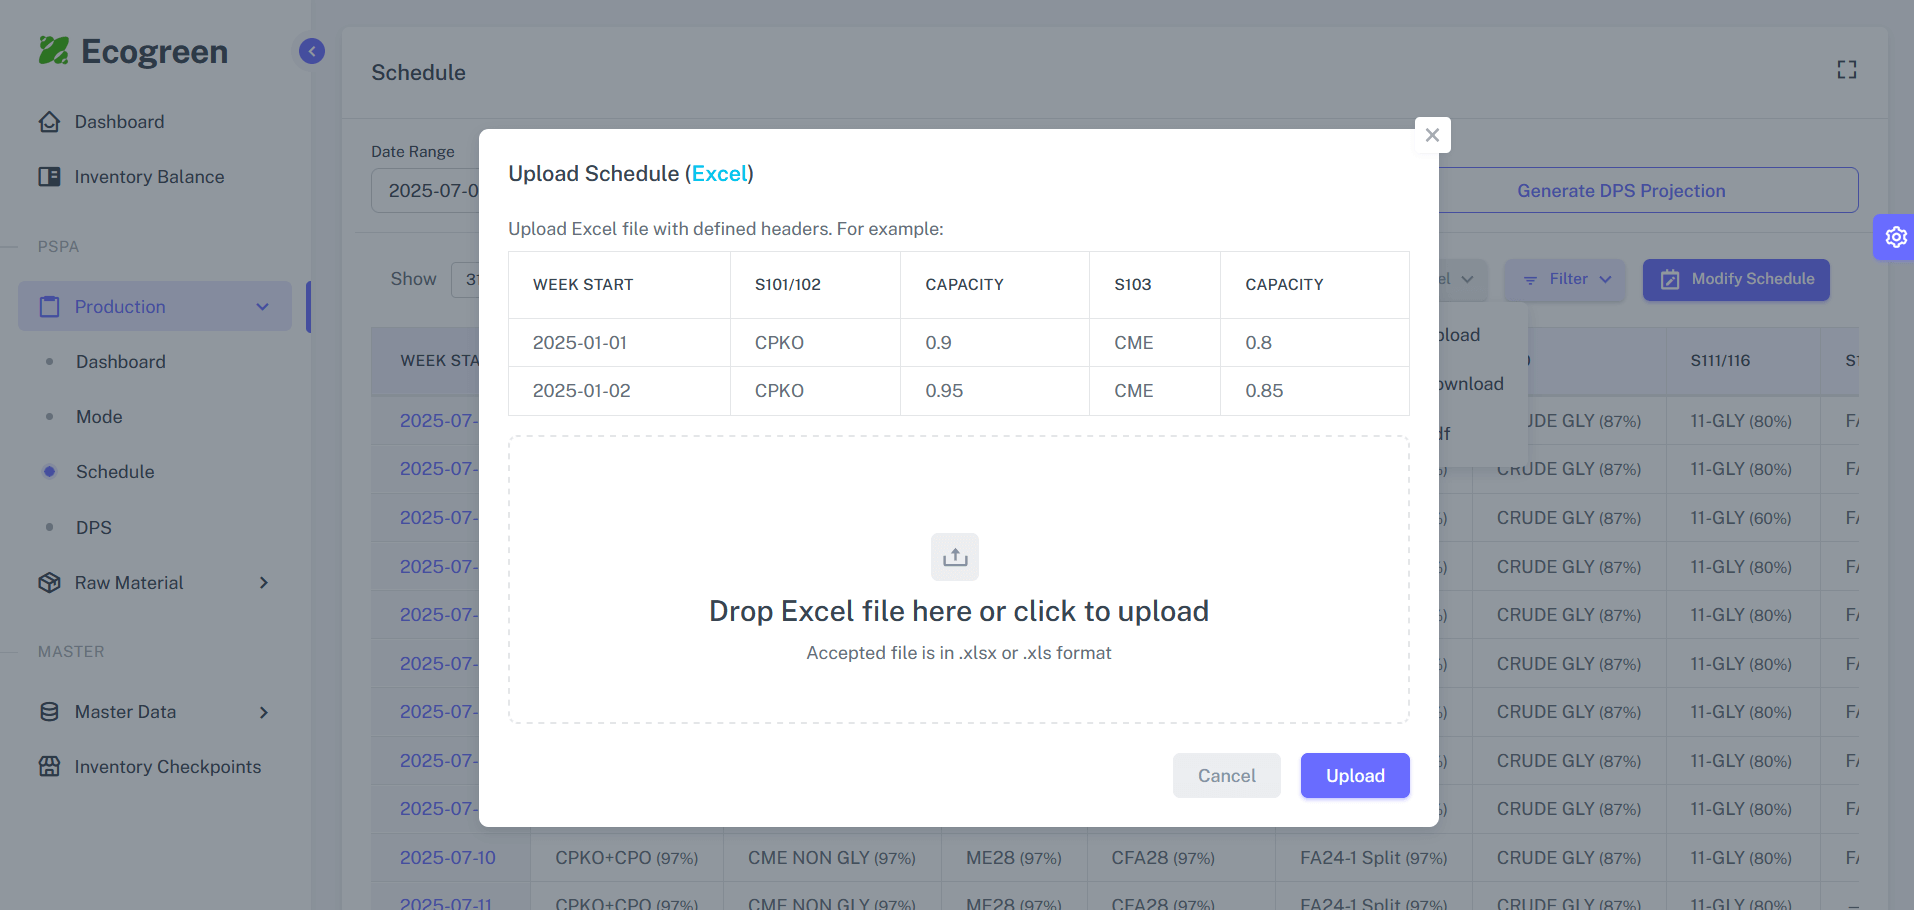 Ecogreen
Dashboard
Inventory Balance
PSPA
Production
Dashboard
Mode
Schedule
DPS
Raw Material
MASTER
Master Data
Inventory Checkpoints
Schedule
Date Range
2025-07-0
Generate DPS Projection
Show
Filter
Modify Schedule
WEEK STA
S111/116
2025-07-
CRUDE GLY (87%) 11-GLY (80%)
2025-07-
CRUDE GLY (87%) 11-GLY (80%)
2025-07-
CRUDE GLY (87%) 11-GLY (60%)
2025-07-
CRUDE GLY (87%) 11-GLY (80%)
2025-07-
CRUDE GLY (87%) 11-GLY (80%)
2025-07-
CRUDE GLY (87%) 11-GLY (80%)
2025-07-
CRUDE GLY (87%) 11-GLY (80%)
2025-07-
CRUDE GLY (87%) 11-GLY (80%)
2025-07-
CRUDE GLY (87%) 11-GLY (80%)
2025-07-10 CPKO+CPO (97%) CME NON GLY (97%) ME28 (97%) CFA28 (97%) FA24-1 Split (97%) CRUDE GLY (87%) 11-GLY (80%)
2025-07-11 CPKO+CPO (97%) CME NON GLY (97%) ME28 (97%) CFA28 (97%) FA24-1 Split (97%) CRUDE GLY (87%) 11-GLY (80%)
Upload Schedule (Excel)
Upload Excel file with defined headers. For example:
WEEK START S101/102 CAPACITY S103 CAPACITY
2025-01-01 CPKO 0.9 CME 0.8
2025-01-02 CPKO 0.95 CME 0.85
Drop Excel file here or click to upload
Accepted file is in .xlsx or .xls format
Cancel
Upload